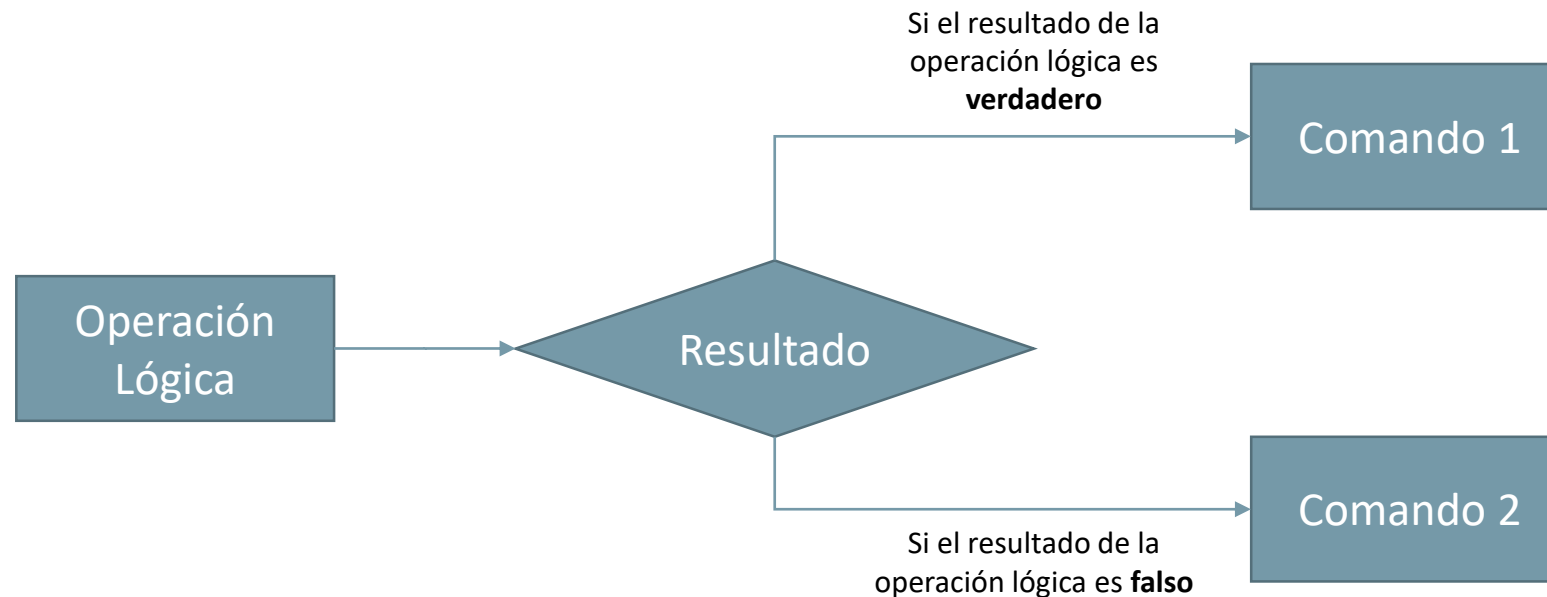 Si el resultado de la
operación lógica es
verdadero
Comando 1
Operación
Lógica
Resultado
Comando 2
Si el resultado de la
operación lógica es falso